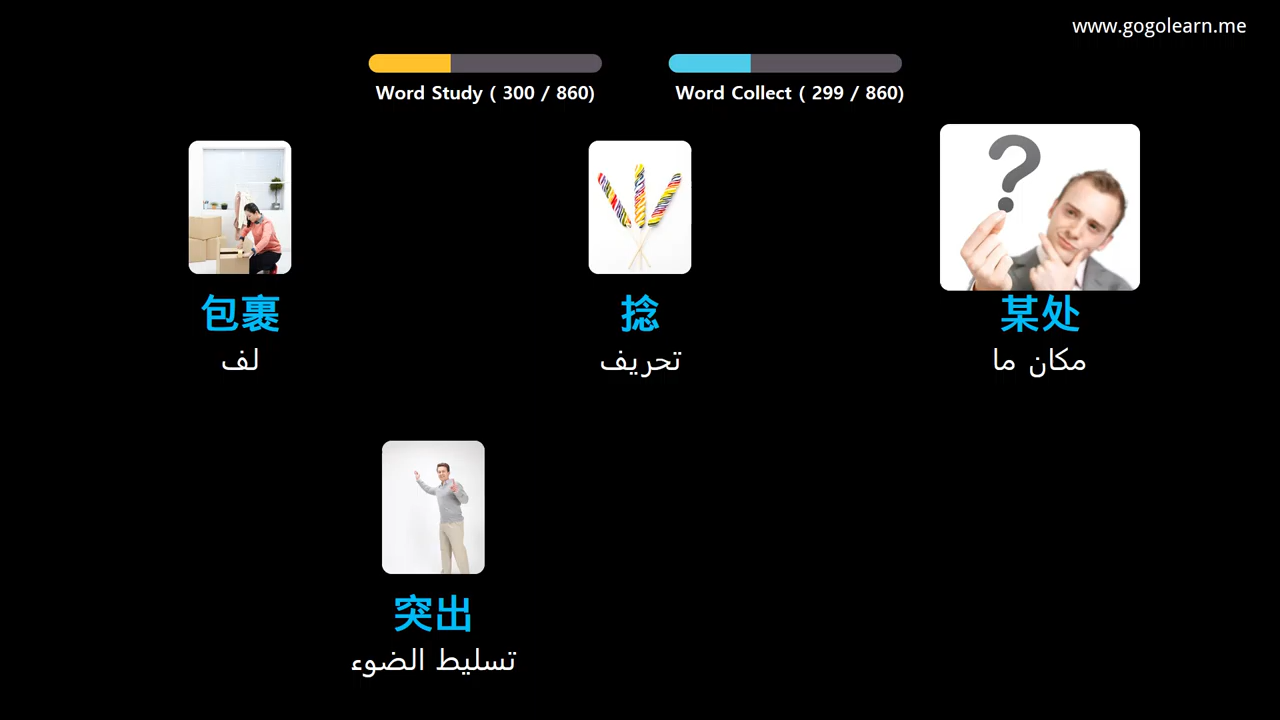 www.gogolearn.me
Word Study ( 300 / 860)
Word Collect ( 299 / 860)
包裹
لف
捻
تحريف
某处
مكان ما
突出
تسليط الضوء